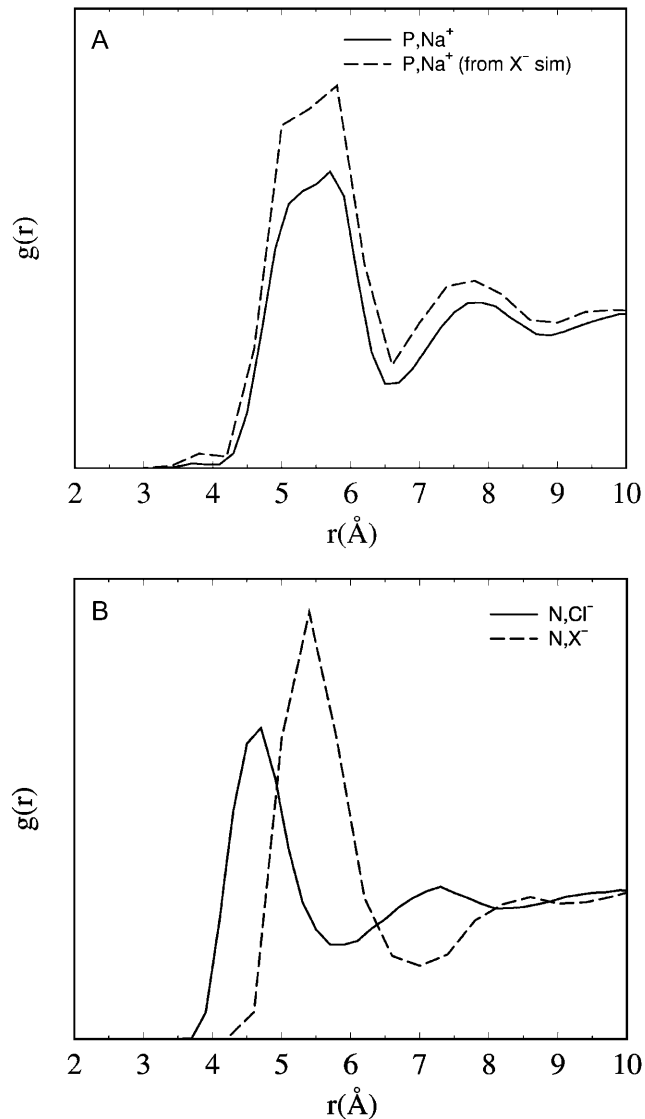 A
P,Na⁺
P,Na⁺ (from X⁻ sim)
g(r)
2 3 4 5 6 7 8 9 10
r(Å)
B
N,Cl⁻
N,X⁻
g(r)
2 3 4 5 6 7 8 9 10
r(Å)